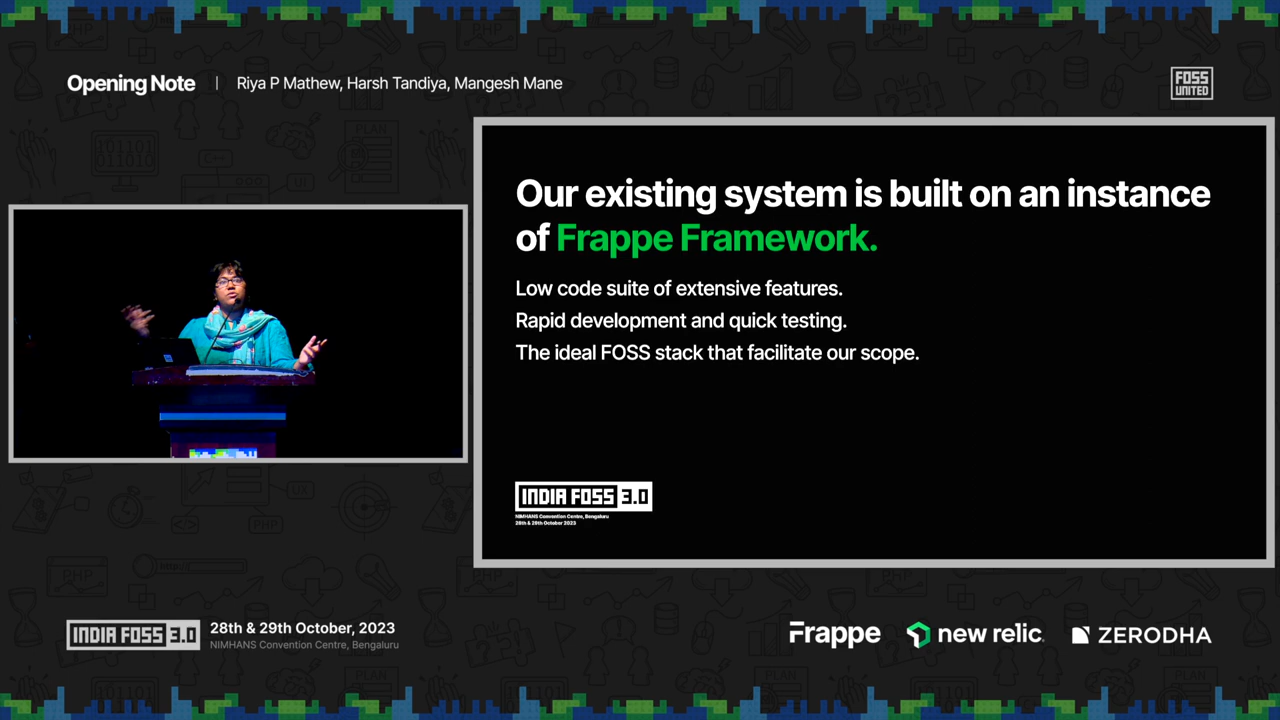 Opening Note | Riya P Mathew, Harsh Tandiya, Mangesh Mane
FOSS
UNITED
Our existing system is built on an instance
of Frappe Framework.
Low code suite of extensive features.
Rapid development and quick testing.
The ideal FOSS stack that facilitate our scope.
INDIA FOSS 3.0
NIMHANS Convention Centre, Bengaluru
28th & 29th October 2023
INDIA FOSS 3.0
28th & 29th October, 2023
NIMHANS Convention Centre, Bengaluru
Frappe
new relic
ZERODHA